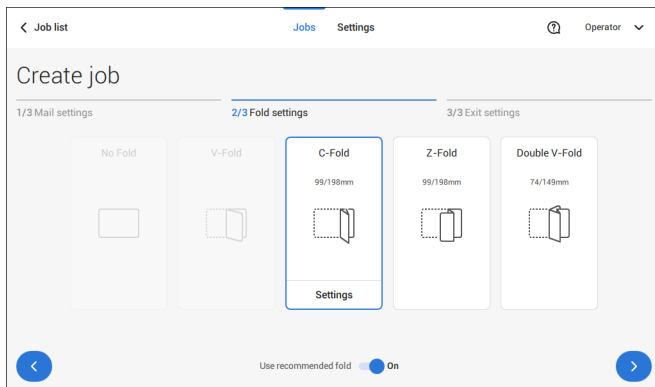 Job list
Jobs Settings
Operator
Create job
1/3 Mail settings
2/3 Fold settings
3/3 Exit settings
No Fold
V-Fold
C-Fold
Z-Fold
Double V-Fold
99/198mm
99/198mm
74/149mm
Settings
Use recommended fold On